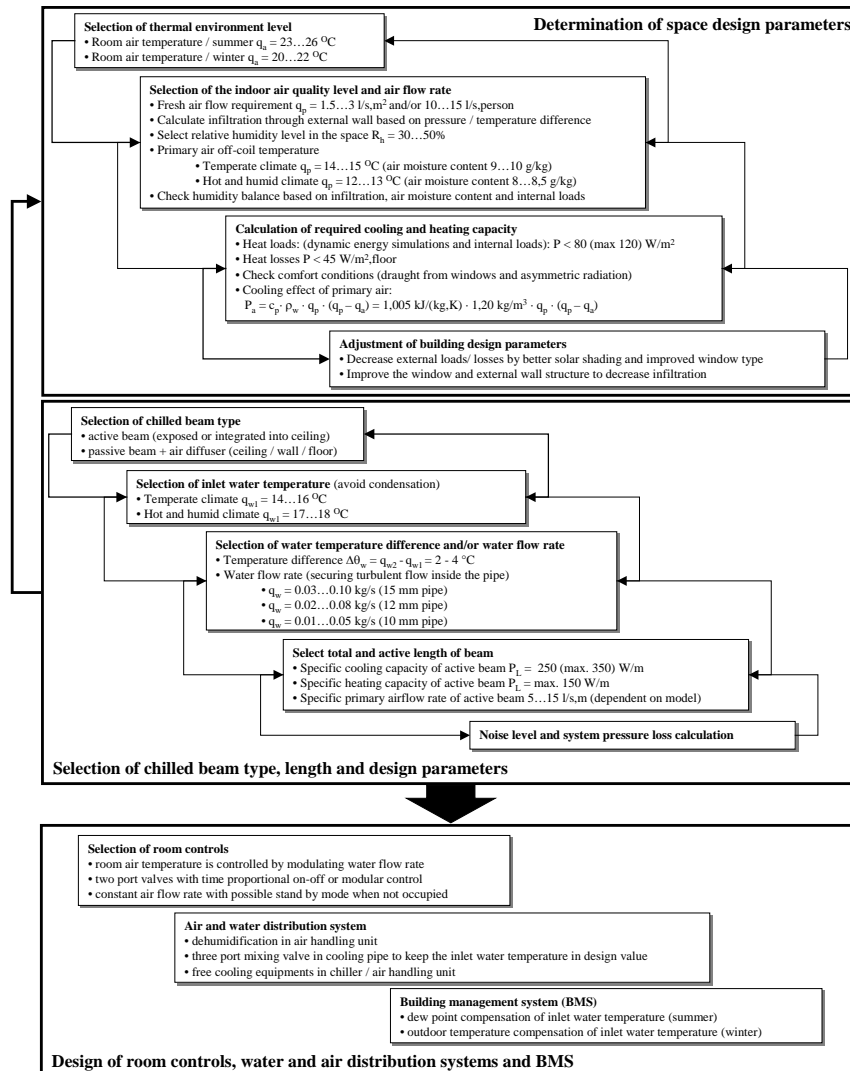 Determination of space design parameters
Selection of thermal environment level
• Room air temperature / summer qₐ = 23…26 ᴼC
• Room air temperature / winter qₐ = 20…22 ᴼC
Selection of the indoor air quality level and air flow rate
• Fresh air flow requirement qₚ = 1.5…3 l/s,m² and/or 10…15 l/s,person
• Calculate infiltration through external wall based on pressure / temperature difference
• Select relative humidity level in the space Rₕ = 30…50%
• Primary air off-coil temperature
• Temperate climate qₚ = 14…15 ᴼC (air moisture content 9…10 g/kg)
• Hot and humid climate qₚ = 12…13 ᴼC (air moisture content 8…8,5 g/kg)
• Check humidity balance based on infiltration, air moisture content and internal loads
Calculation of required cooling and heating capacity
• Heat loads: (dynamic energy simulations and internal loads): P < 80 (max 120) W/m²
• Heat losses P < 45 W/m²,floor
• Check comfort conditions (draught from windows and asymmetric radiation)
• Cooling effect of primary air:
Pₐ = cₚ· ρ_w · qₚ · (qₚ – qₐ) = 1,005 kJ/(kg,K) · 1,20 kg/m³ · qₚ · (qₚ – qₐ)
Adjustment of building design parameters
• Decrease external loads/ losses by better solar shading and improved window type
• Improve the window and external wall structure to decrease infiltration
Selection of chilled beam type
• active beam (exposed or integrated into ceiling)
• passive beam + air diffuser (ceiling / wall / floor)
Selection of inlet water temperature (avoid condensation)
• Temperate climate q_w1 = 14…16 ᴼC
• Hot and humid climate q_w1 = 17…18 ᴼC
Selection of water temperature difference and/or water flow rate
• Temperature difference Δθ_w = q_w2 - q_w1 = 2 - 4 °C
• Water flow rate (securing turbulent flow inside the pipe)
• q_w = 0.03…0.10 kg/s (15 mm pipe)
• q_w = 0.02…0.08 kg/s (12 mm pipe)
• q_w = 0.01…0.05 kg/s (10 mm pipe)
Select total and active length of beam
• Specific cooling capacity of active beam P_L = 250 (max. 350) W/m
• Specific heating capacity of active beam P_L = max. 150 W/m
• Specific primary airflow rate of active beam 5…15 l/s,m (dependent on model)
Noise level and system pressure loss calculation
Selection of chilled beam type, length and design parameters
Selection of room controls
• room air temperature is controlled by modulating water flow rate
• two port valves with time proportional on-off or modular control
• constant air flow rate with possible stand by mode when not occupied
Air and water distribution system
• dehumidification in air handling unit
• three port mixing valve in cooling pipe to keep the inlet water temperature in design value
• free cooling equipments in chiller / air handling unit
Building management system (BMS)
• dew point compensation of inlet water temperature (summer)
• outdoor temperature compensation of inlet water temperature (winter)
Design of room controls, water and air distribution systems and BMS